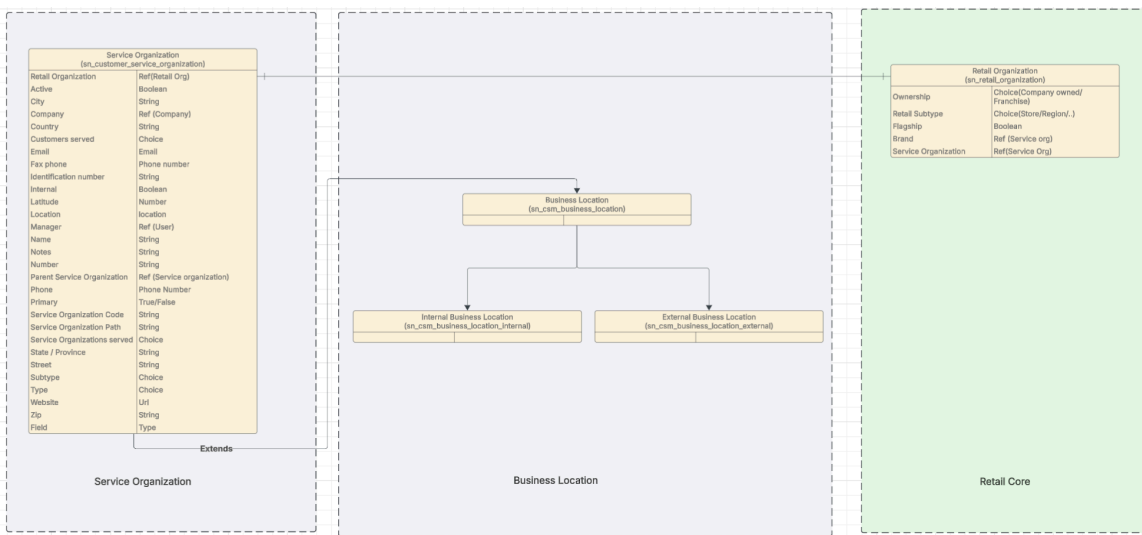 Service Organization
(sn_customer_service_organization)
Retail Organization Ref(Retail Org)
Active Boolean
City String
Company Ref (Company)
Country String
Customers served Choice
Email Email
Fax phone Phone number
Identification number String
Internal Boolean
Latitude Number
Location location
Manager Ref (User)
Name String
Notes String
Number String
Parent Service Organization Ref (Service organization)
Phone Phone Number
Primary True/False
Service Organization Code String
Service Organization Path String
Service Organizations served Choice
State / Province String
Street String
Subtype Choice
Type Choice
Website Url
Zip String
Field Type
Extends
Service Organization
Business Location
(sn_csm_business_location)
Internal Business Location
(sn_csm_business_location_internal)
External Business Location
(sn_csm_business_location_external)
Business Location
Retail Organization
(sn_retail_organization)
Ownership Choice(Company owned/
Franchise)
Retail Subtype Choice(Store/Region/..)
Flagship Boolean
Brand Ref (Service org)
Service Organization Ref(Service Org)
Retail Core